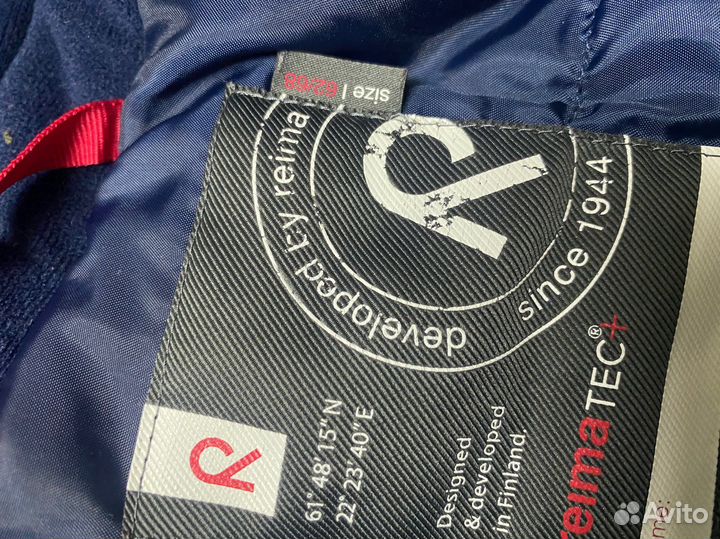 Size | 62/68
developed by reima
since 1944
reimaTEC®+
Designed
& developed
in Finland.
61° 48' 15" N
22° 23' 40" E
Avito